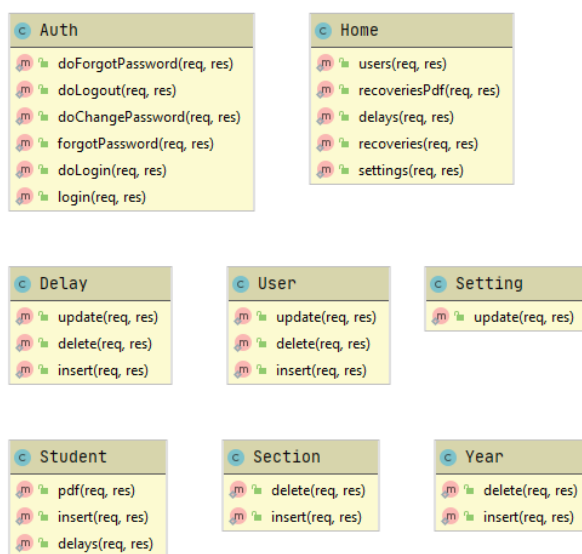 Auth
doForgotPassword(req, res)
doLogout(req, res)
doChangePassword(req, res)
forgotPassword(req, res)
doLogin(req, res)
login(req, res)
Home
users(req, res)
recoveriesPdf(req, res)
delays(req, res)
recoveries(req, res)
settings(req, res)
Delay
update(req, res)
delete(req, res)
insert(req, res)
User
update(req, res)
delete(req, res)
insert(req, res)
Setting
update(req, res)
Student
pdf(req, res)
insert(req, res)
delays(req, res)
Section
delete(req, res)
insert(req, res)
Year
delete(req, res)
insert(req, res)